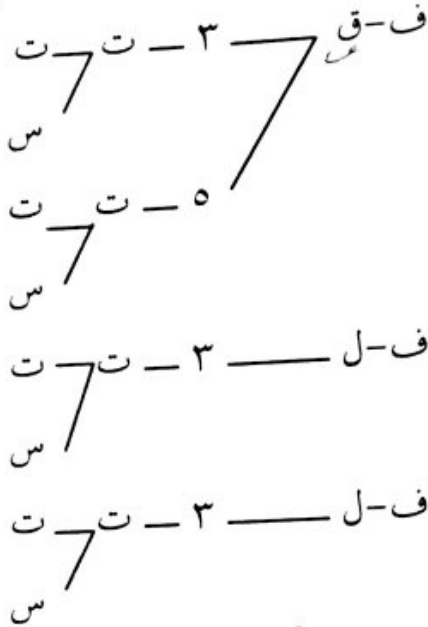 ف-ق — ٣ — ت — ت
س
٥ — ت — ت
س
ف-ل — ٣ — ت — ت
س
ف-ل — ٣ — ت — ت
س